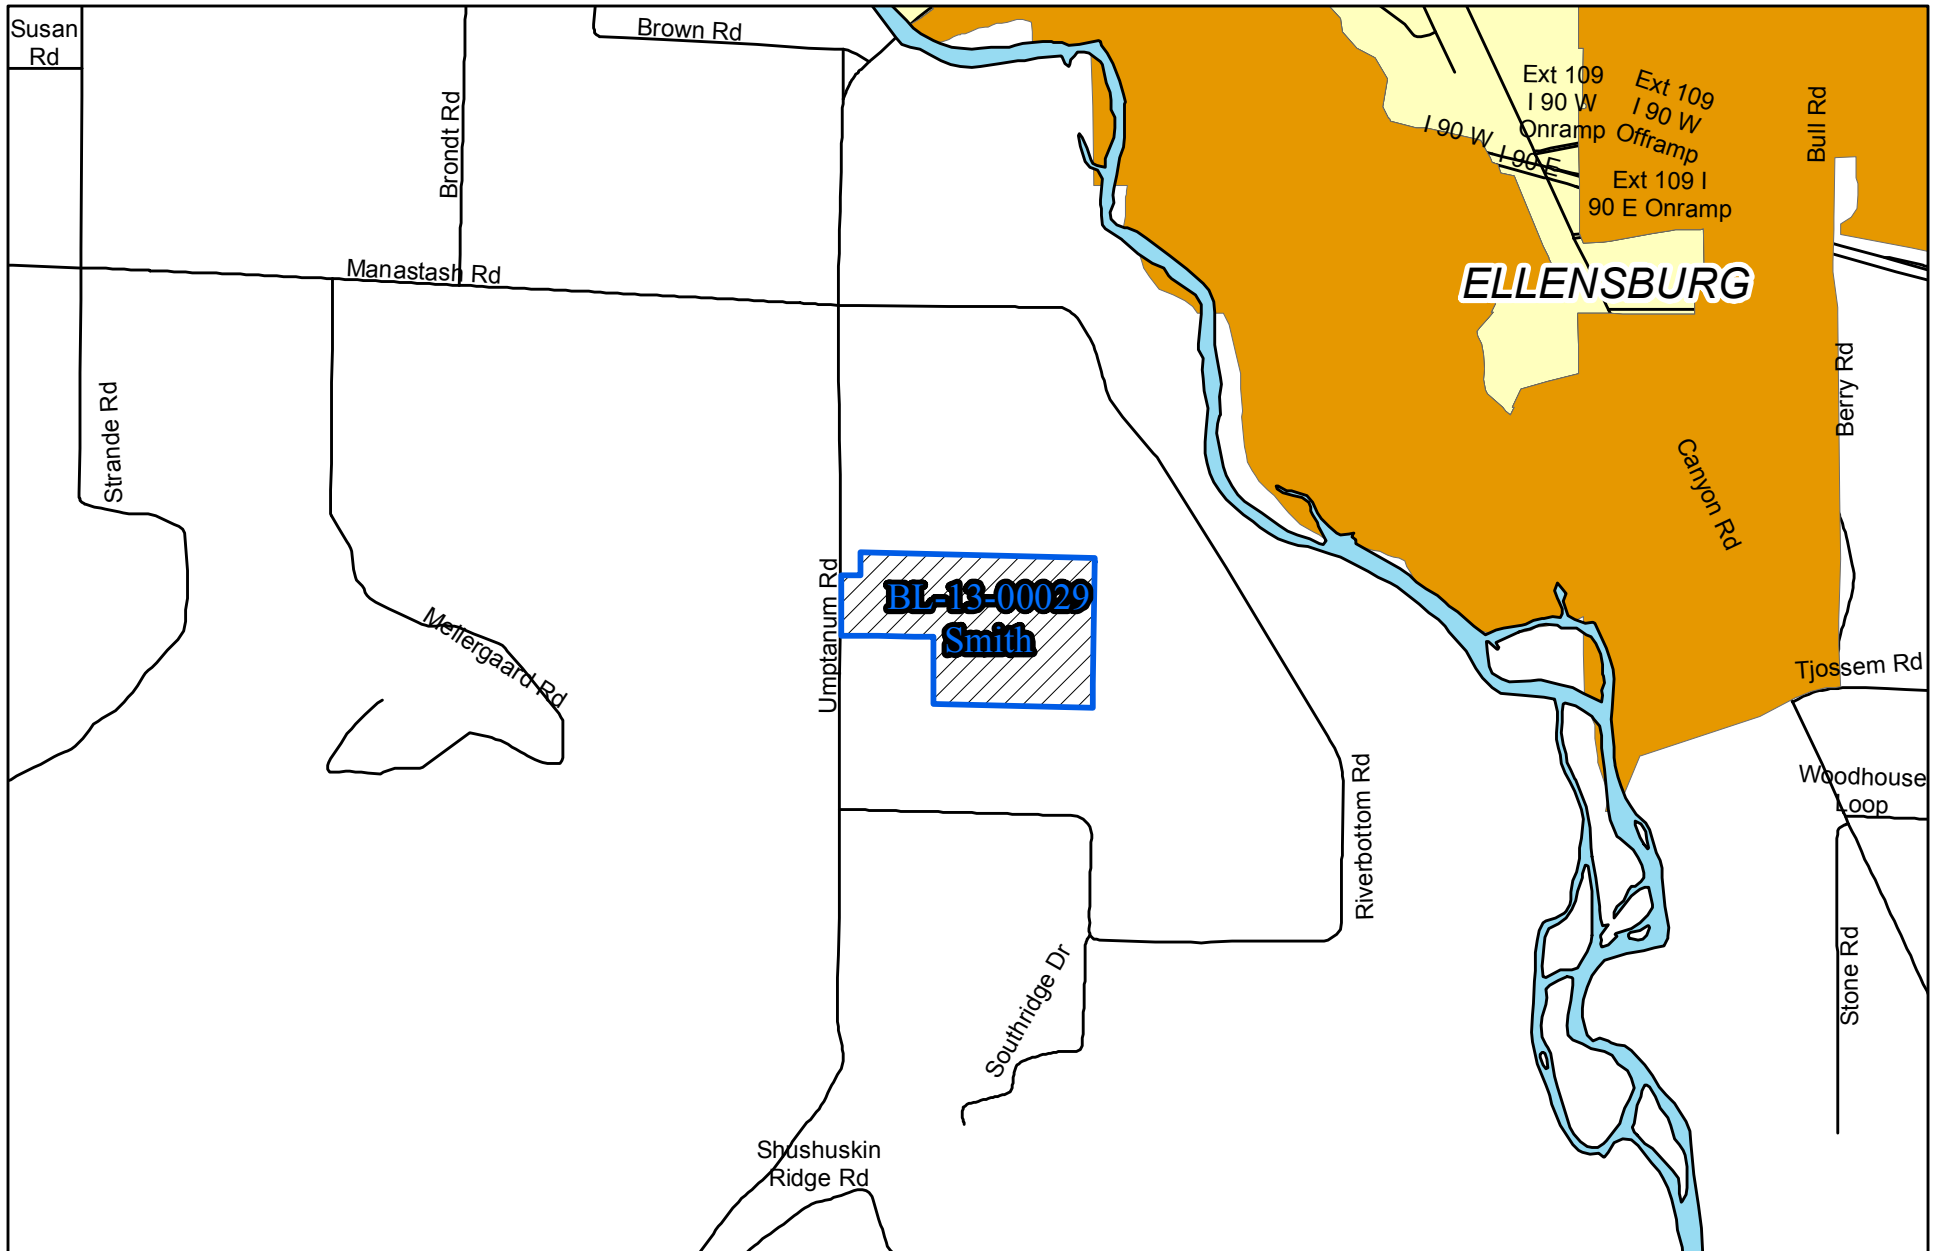 Susan
Rd
Brown Rd
Brondt Rd
Ext 109
I 90 W
Onramp
Ext 109
I 90 W
Offramp
Bull Rd
I 90 W
I 90 E
Ext 109 I
90 E Onramp
Manastash Rd
ELLENSBURG
Strande Rd
Berry Rd
Canyon Rd
Umptanum Rd
BL-13-00029
Smith
Mellergaard Rd
Tjossem Rd
Riverbottom Rd
Woodhouse
Loop
Southridge Dr
Stone Rd
Shushuskin
Ridge Rd